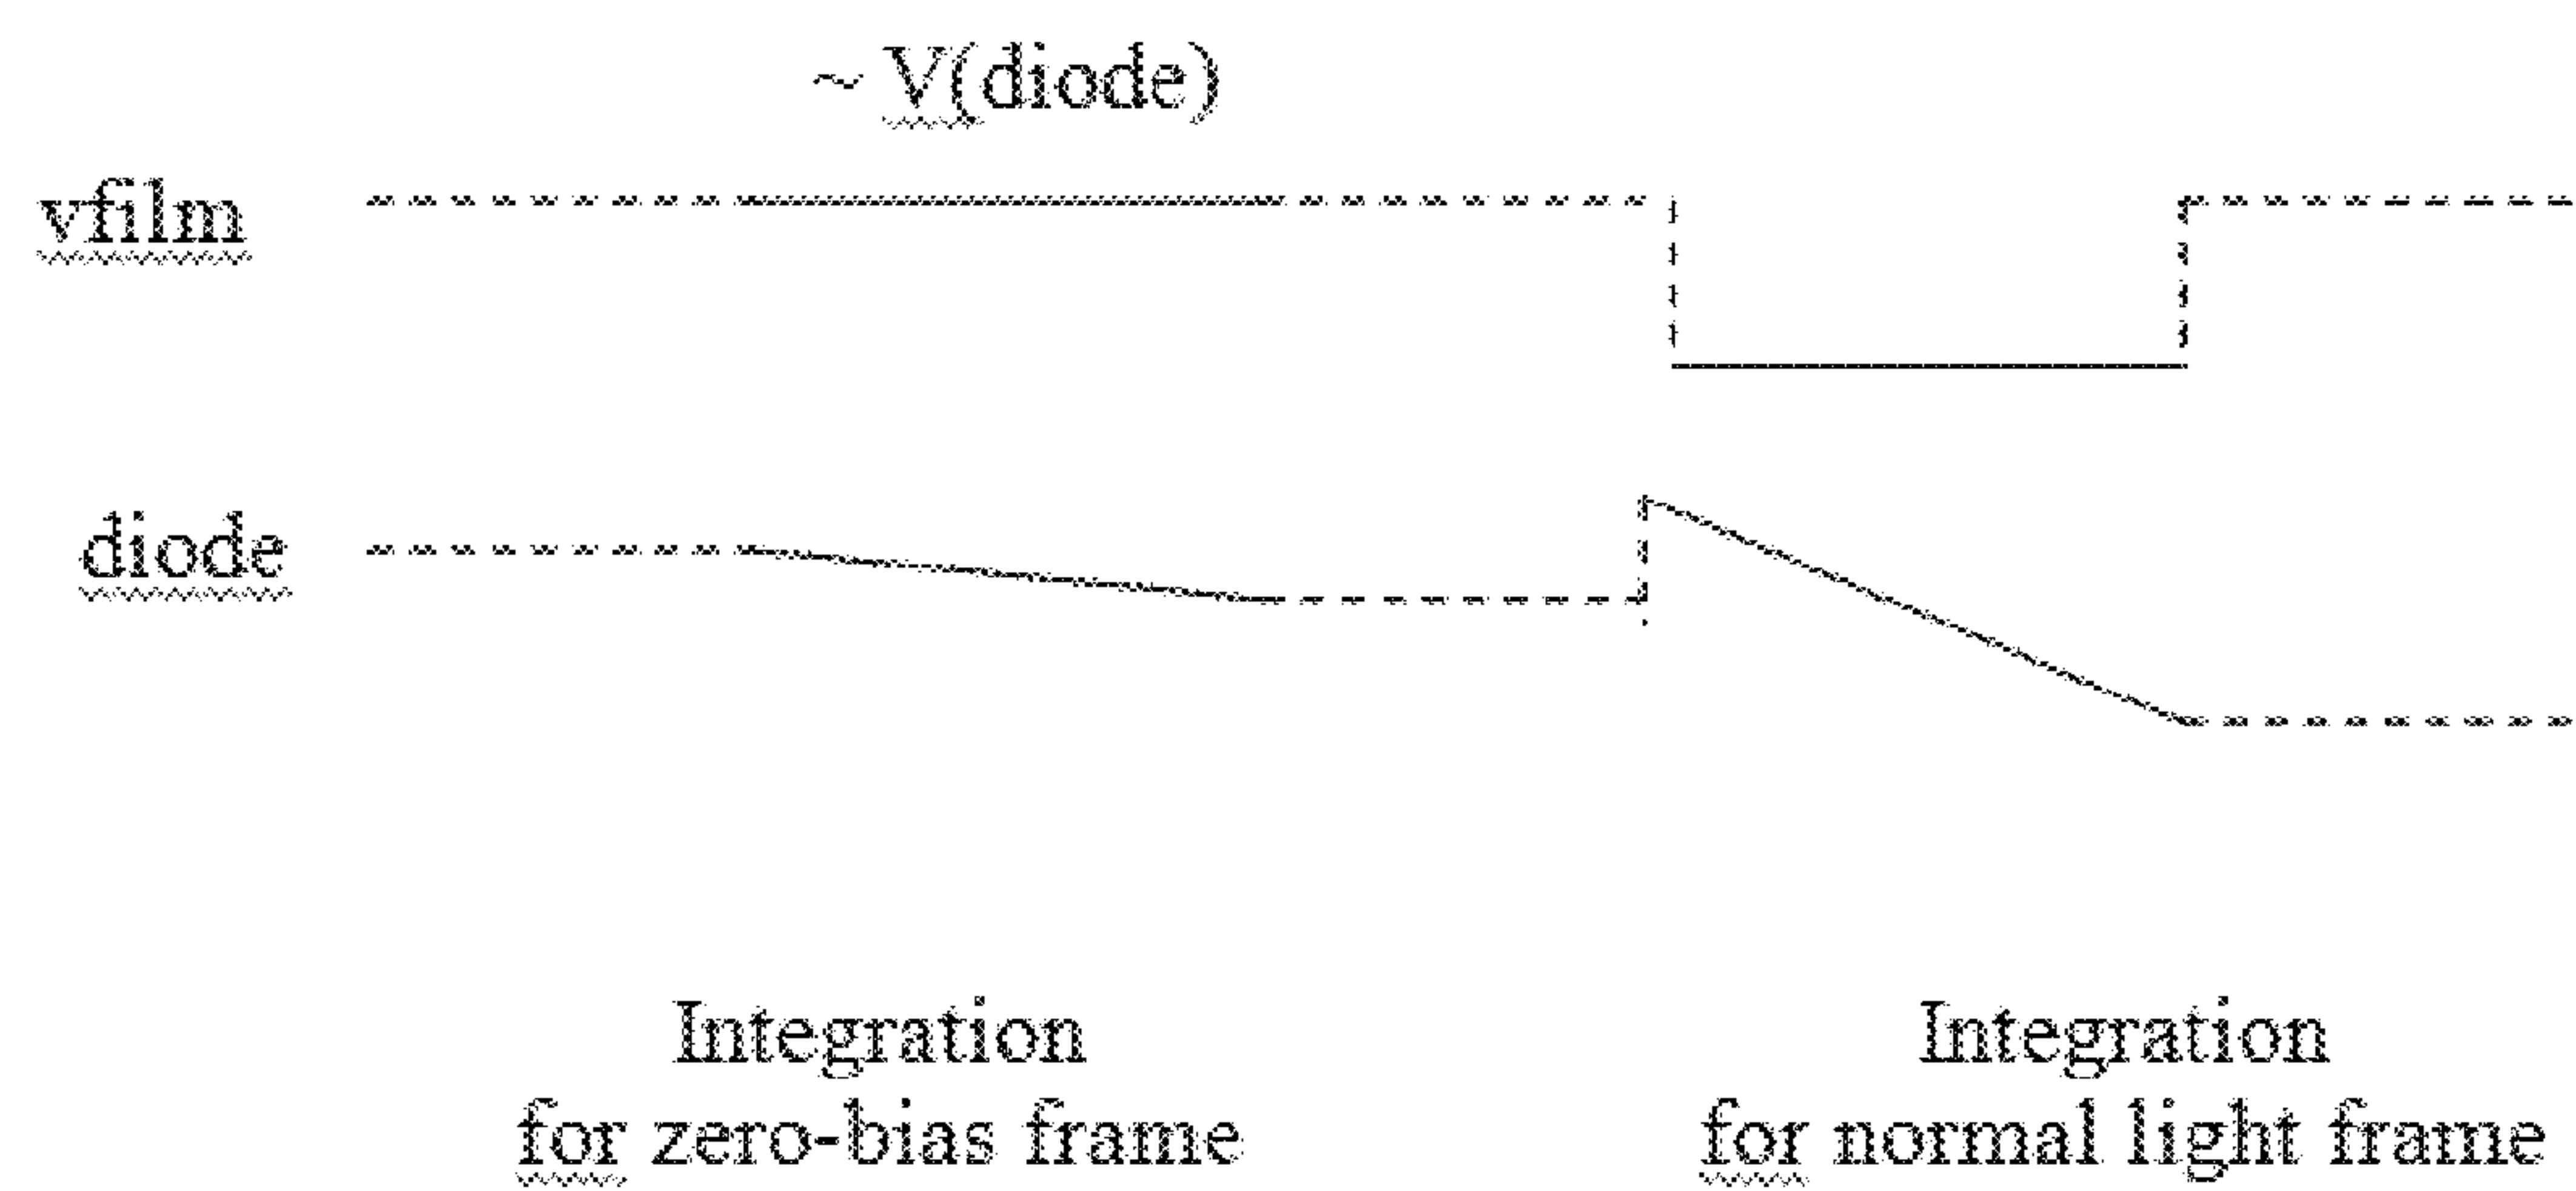 ~ V(diode)
vfilm
diode
Integration
for zero-bias frame
Integration
for normal light frame